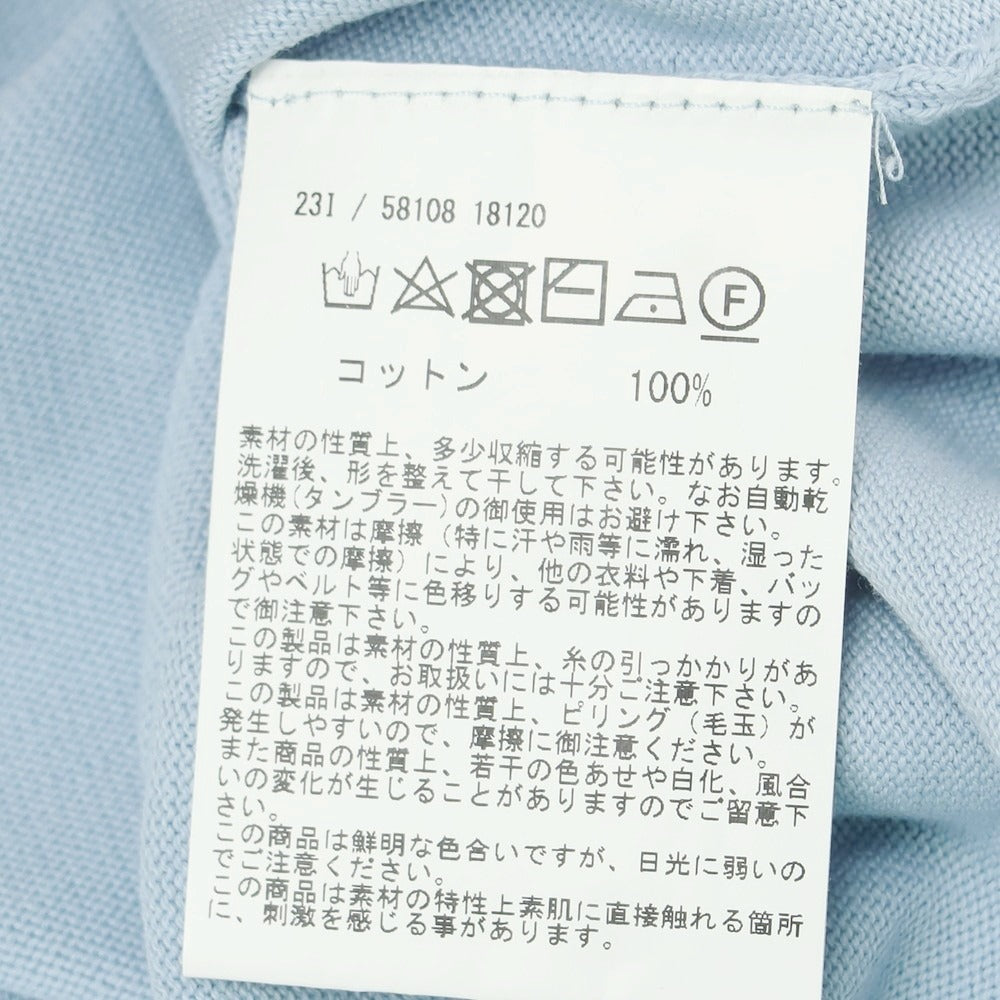 23I / 58108 18120
F
コットン 100%
素材の性質上、多少収縮する可能性があります。
洗濯後、形を整えて干して下さい。なお自動乾
燥機(タンブラー)の御使用はお避け下さい。
この素材は摩擦（特に汗や雨等に濡れ、湿った
状態での摩擦）により、他の衣料や下着、バッ
グやベルト等に色移りする可能性がありますの
で御注意下さい。
この製品は素材の性質上、糸の引っかかりがあ
りますので、お取扱いには十分ご注意下さい。
この製品は素材の性質上、ピリング（毛玉）が
発生しやすいので、摩擦に御注意ください。
また商品の性質上、若干の色あせや白化、風合
いの変化が生じることがありますのでご留意下
さい。
この商品は鮮明な色合いですが、日光に弱いの
でご注意ください。
この商品は素材の特性上素肌に直接触れる箇所
に、刺激を感じる事があります。